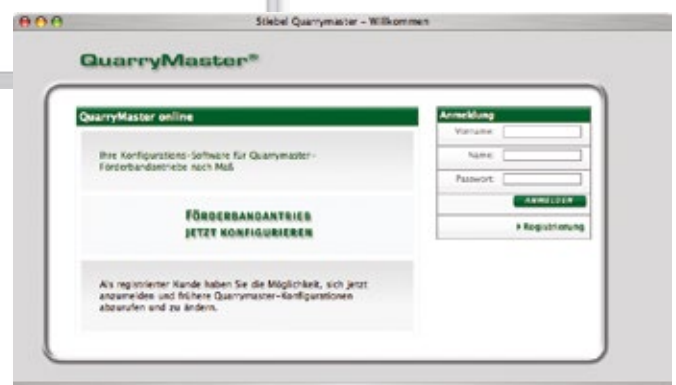 Stiebel Quarrymaster – Willkommen
QuarryMaster®
QuarryMaster online
Ihre Konfigurations-Software für Quarrymaster-
Förderbandantriebe nach Maß
FÖRDERBANDANTRIEB
JETZT KONFIGURIEREN
Als registrierter Kunde haben Sie die Möglichkeit, sich jetzt
anzumelden und frühere Quarrymaster-Konfigurationen
abzurufen und zu ändern.
Anmeldung
Vorname:
Name:
Passwort:
ANMELDEN
Registrierung